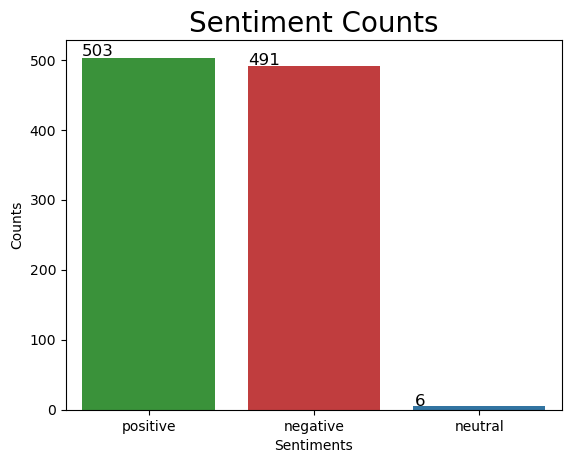 Sentiment Counts
503
491
6
500
400
300
200
100
0
Counts
positive
negative
neutral
Sentiments